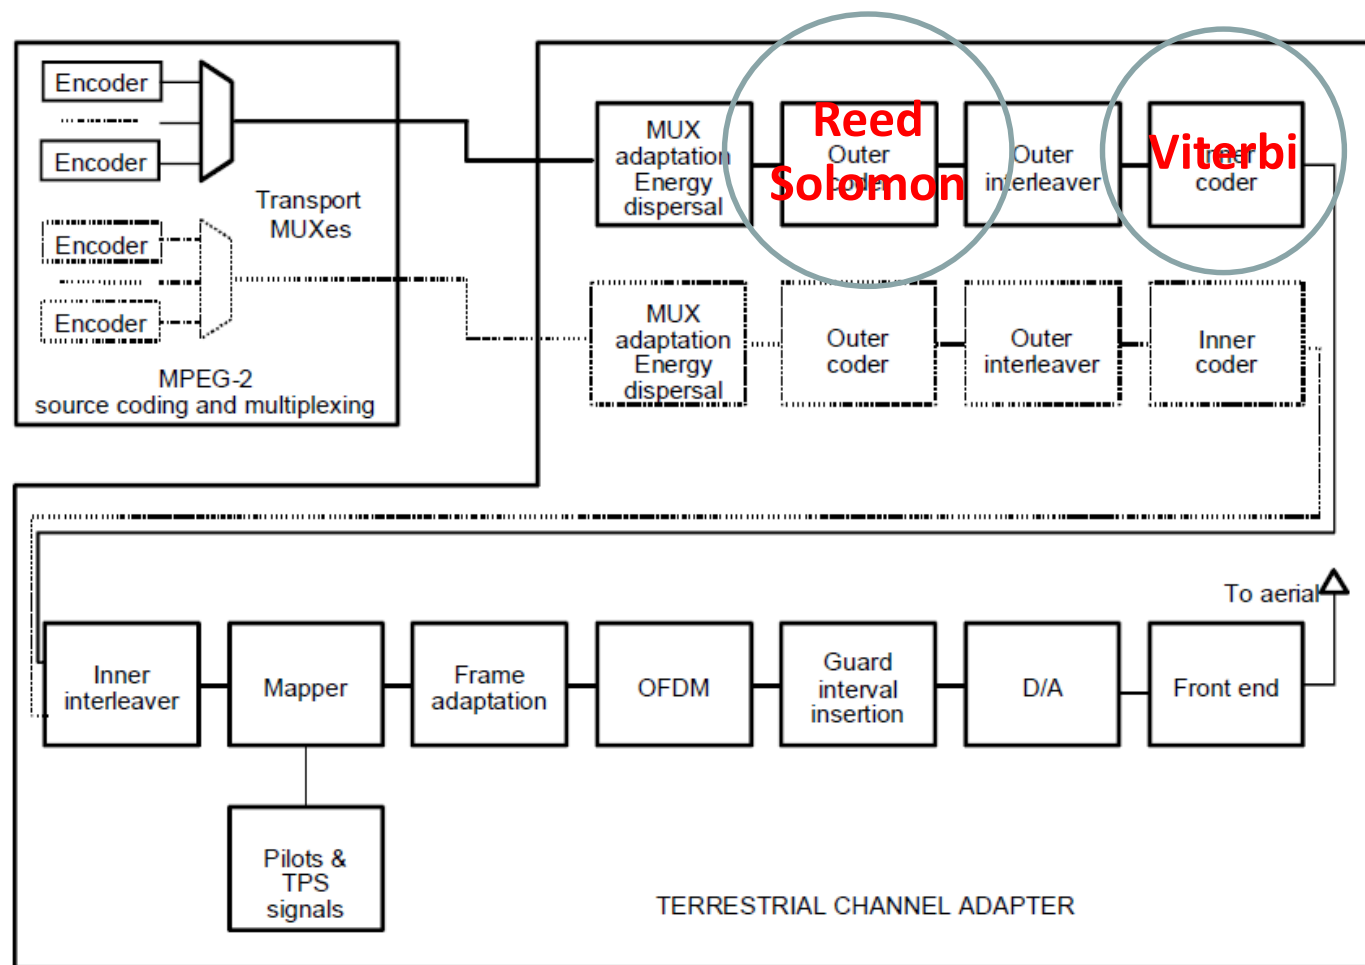 Encoder
Encoder
Transport
MUXes
Encoder
Encoder
MPEG-2
source coding and multiplexing
MUX
adaptation
Energy
dispersal
Reed
Solomon
Outer
coder
Outer
interleaver
Viterbi
Inner
coder
MUX
adaptation
Energy
dispersal
Outer
coder
Outer
interleaver
Inner
coder
To aerial
Inner
interleaver
Mapper
Frame
adaptation
OFDM
Guard
interval
insertion
D/A
Front end
Pilots &
TPS
signals
TERRESTRIAL CHANNEL ADAPTER